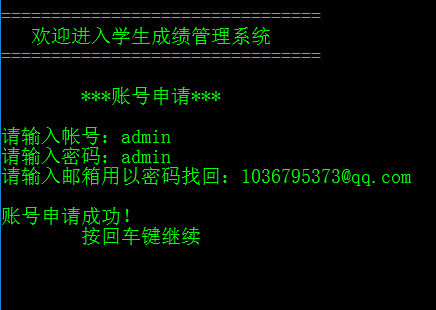 ================================
欢迎进入学生成绩管理系统
================================
***账号申请***
请输入帐号：admin
请输入密码：admin
请输入邮箱用以密码找回：1036795373@qq.com
账号申请成功！
按回车键继续